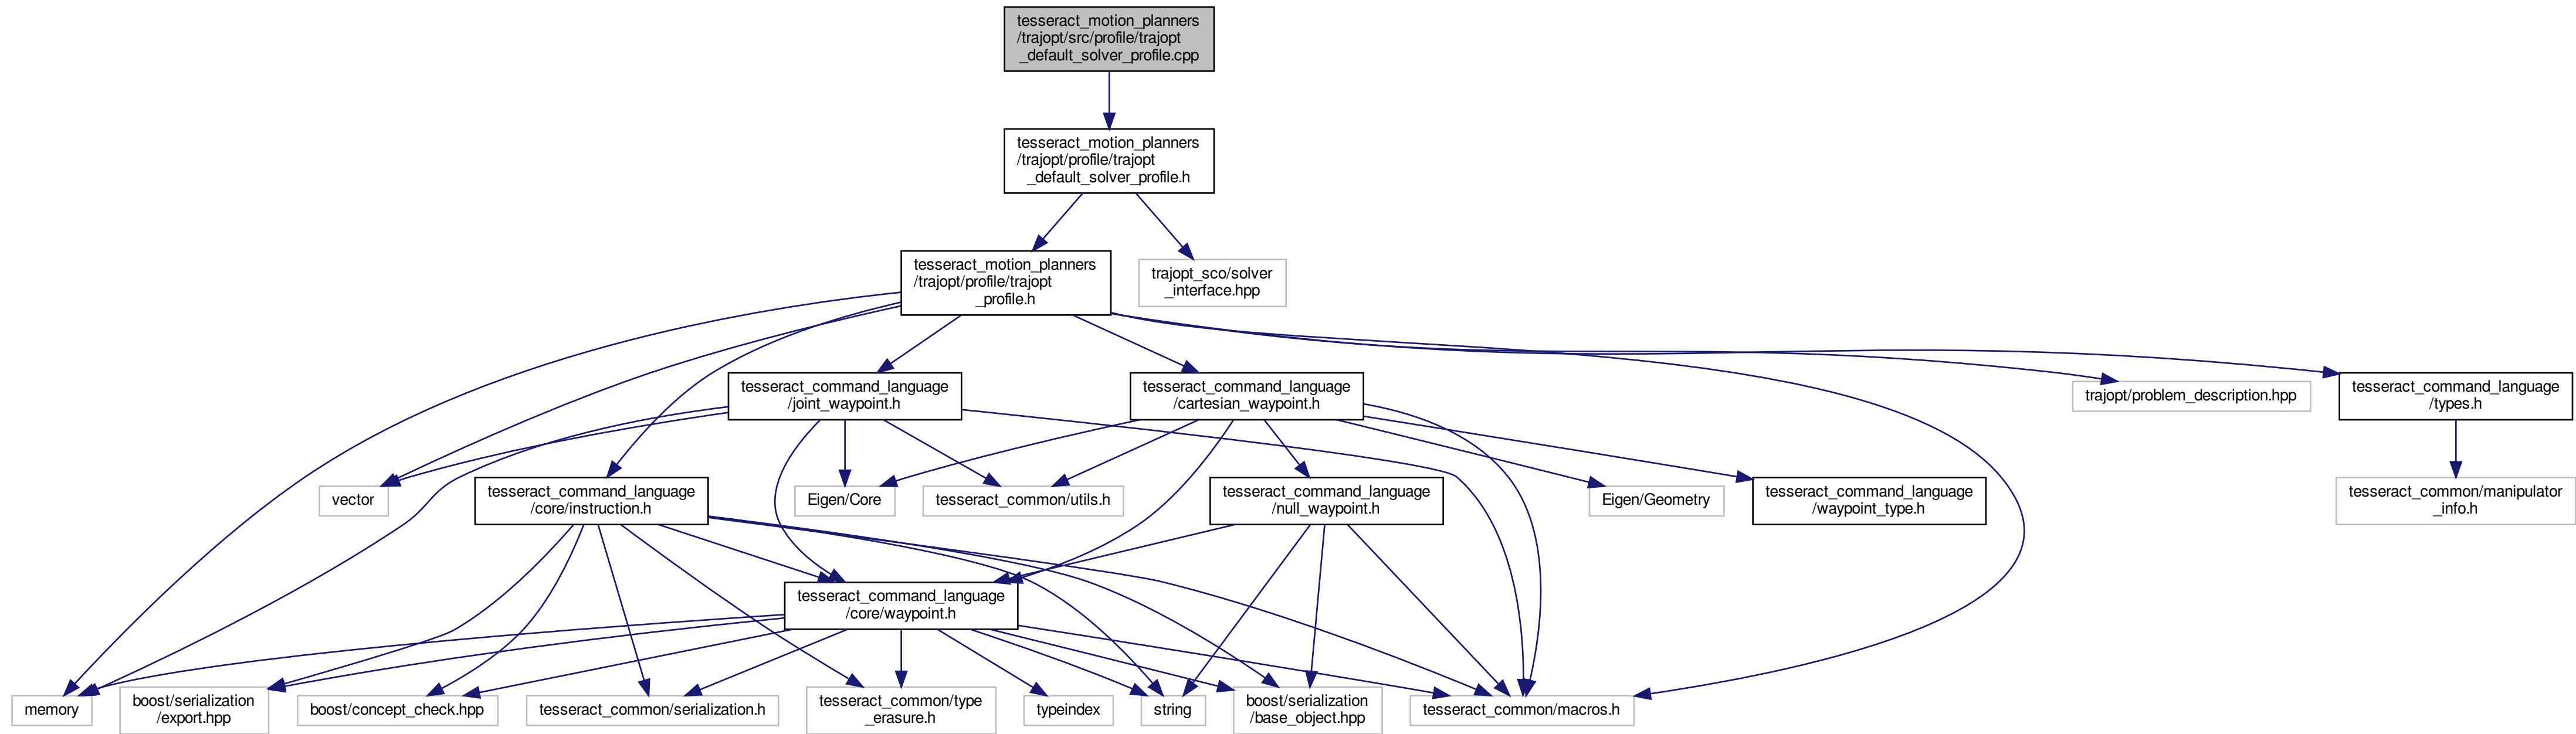 tesseract_motion_planners
/trajopt/src/profile/trajopt
_default_solver_profile.cpp
tesseract_motion_planners
/trajopt/profile/trajopt
_default_solver_profile.h
tesseract_motion_planners
/trajopt/profile/trajopt
_profile.h
trajopt_sco/solver
_interface.hpp
tesseract_command_language
/joint_waypoint.h
tesseract_command_language
/cartesian_waypoint.h
trajopt/problem_description.hpp
tesseract_command_language
/types.h
vector
tesseract_command_language
/core/instruction.h
Eigen/Core
tesseract_common/utils.h
tesseract_command_language
/null_waypoint.h
Eigen/Geometry
tesseract_command_language
/waypoint_type.h
tesseract_common/manipulator
_info.h
tesseract_command_language
/core/waypoint.h
memory
boost/serialization
/export.hpp
boost/concept_check.hpp
tesseract_common/serialization.h
tesseract_common/type
_erasure.h
typeindex
string
boost/serialization
/base_object.hpp
tesseract_common/macros.h